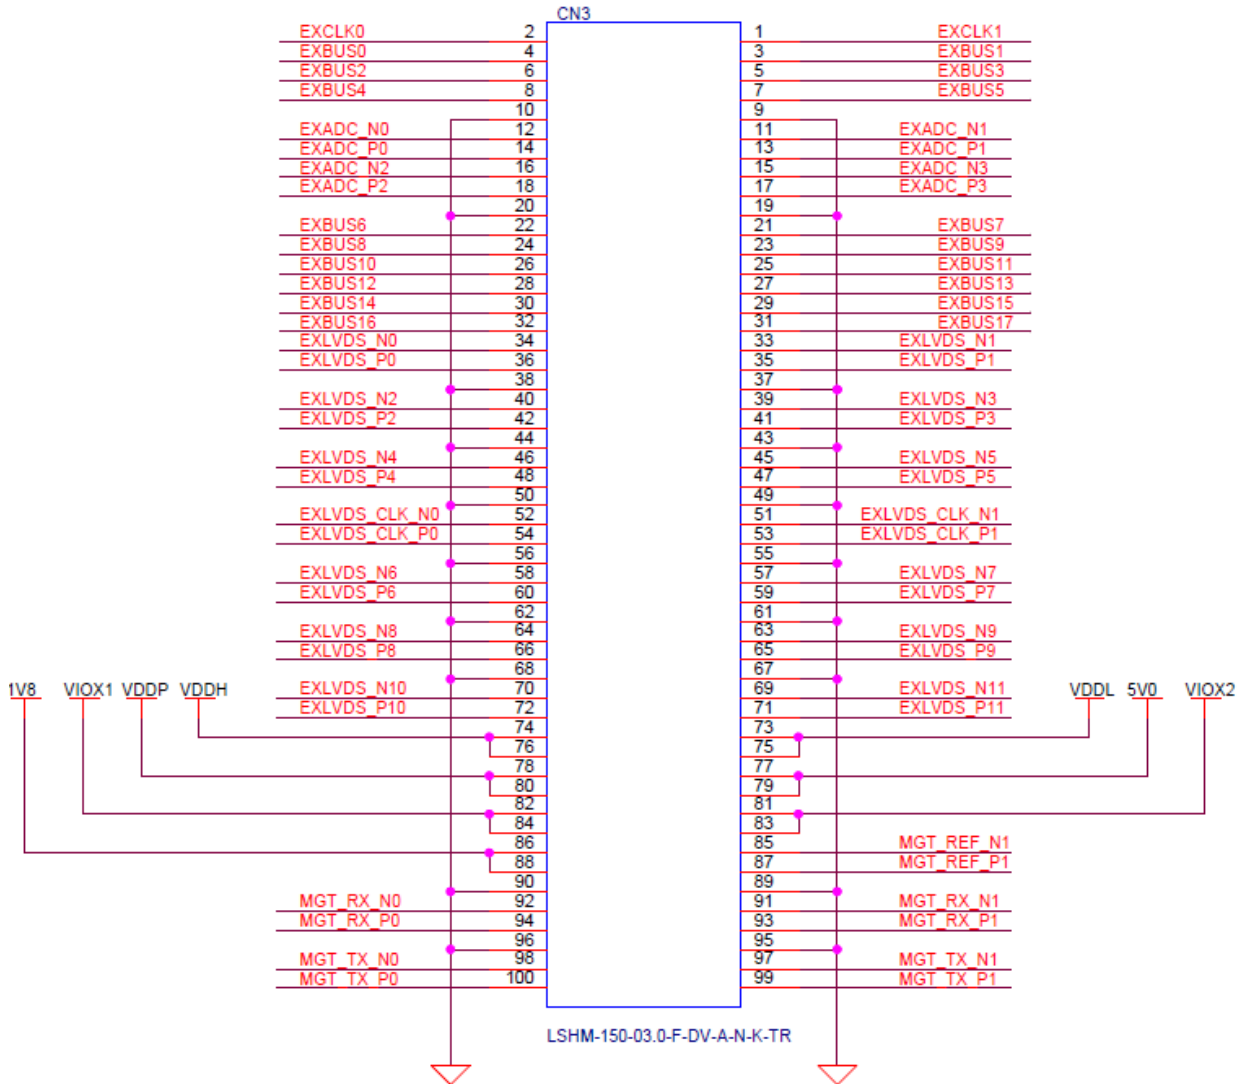 CN3
EXCLK0 2 1 EXCLK1
EXBUS0 4 3 EXBUS1
EXBUS2 6 5 EXBUS3
EXBUS4 8 7 EXBUS5
10 9
EXADC_N0 12 11 EXADC_N1
EXADC_P0 14 13 EXADC_P1
EXADC_N2 16 15 EXADC_N3
EXADC_P2 18 17 EXADC_P3
20 19
EXBUS6 22 21 EXBUS7
EXBUS8 24 23 EXBUS9
EXBUS10 26 25 EXBUS11
EXBUS12 28 27 EXBUS13
EXBUS14 30 29 EXBUS15
EXBUS16 32 31 EXBUS17
EXLVDS_N0 34 33 EXLVDS_N1
EXLVDS_P0 36 35 EXLVDS_P1
38 37
EXLVDS_N2 40 39 EXLVDS_N3
EXLVDS_P2 42 41 EXLVDS_P3
44 43
EXLVDS_N4 46 45 EXLVDS_N5
EXLVDS_P4 48 47 EXLVDS_P5
50 49
EXLVDS_CLK_N0 52 51 EXLVDS_CLK_N1
EXLVDS_CLK_P0 54 53 EXLVDS_CLK_P1
56 55
EXLVDS_N6 58 57 EXLVDS_N7
EXLVDS_P6 60 59 EXLVDS_P7
62 61
EXLVDS_N8 64 63 EXLVDS_N9
EXLVDS_P8 66 65 EXLVDS_P9
68 67
1V8 VIOX1 VDDP VDDH EXLVDS_N10 70 69 EXLVDS_N11 VDDL 5V0 VIOX2
EXLVDS_P10 72 71 EXLVDS_P11
74 73
76 75
78 77
80 79
82 81
84 83
86 85 MGT_REF_N1
88 87 MGT_REF_P1
90 89
MGT_RX_N0 92 91 MGT_RX_N1
MGT_RX_P0 94 93 MGT_RX_P1
96 95
MGT_TX_N0 98 97 MGT_TX_N1
MGT_TX_P0 100 99 MGT_TX_P1
LSHM-150-03.0-F-DV-A-N-K-TR